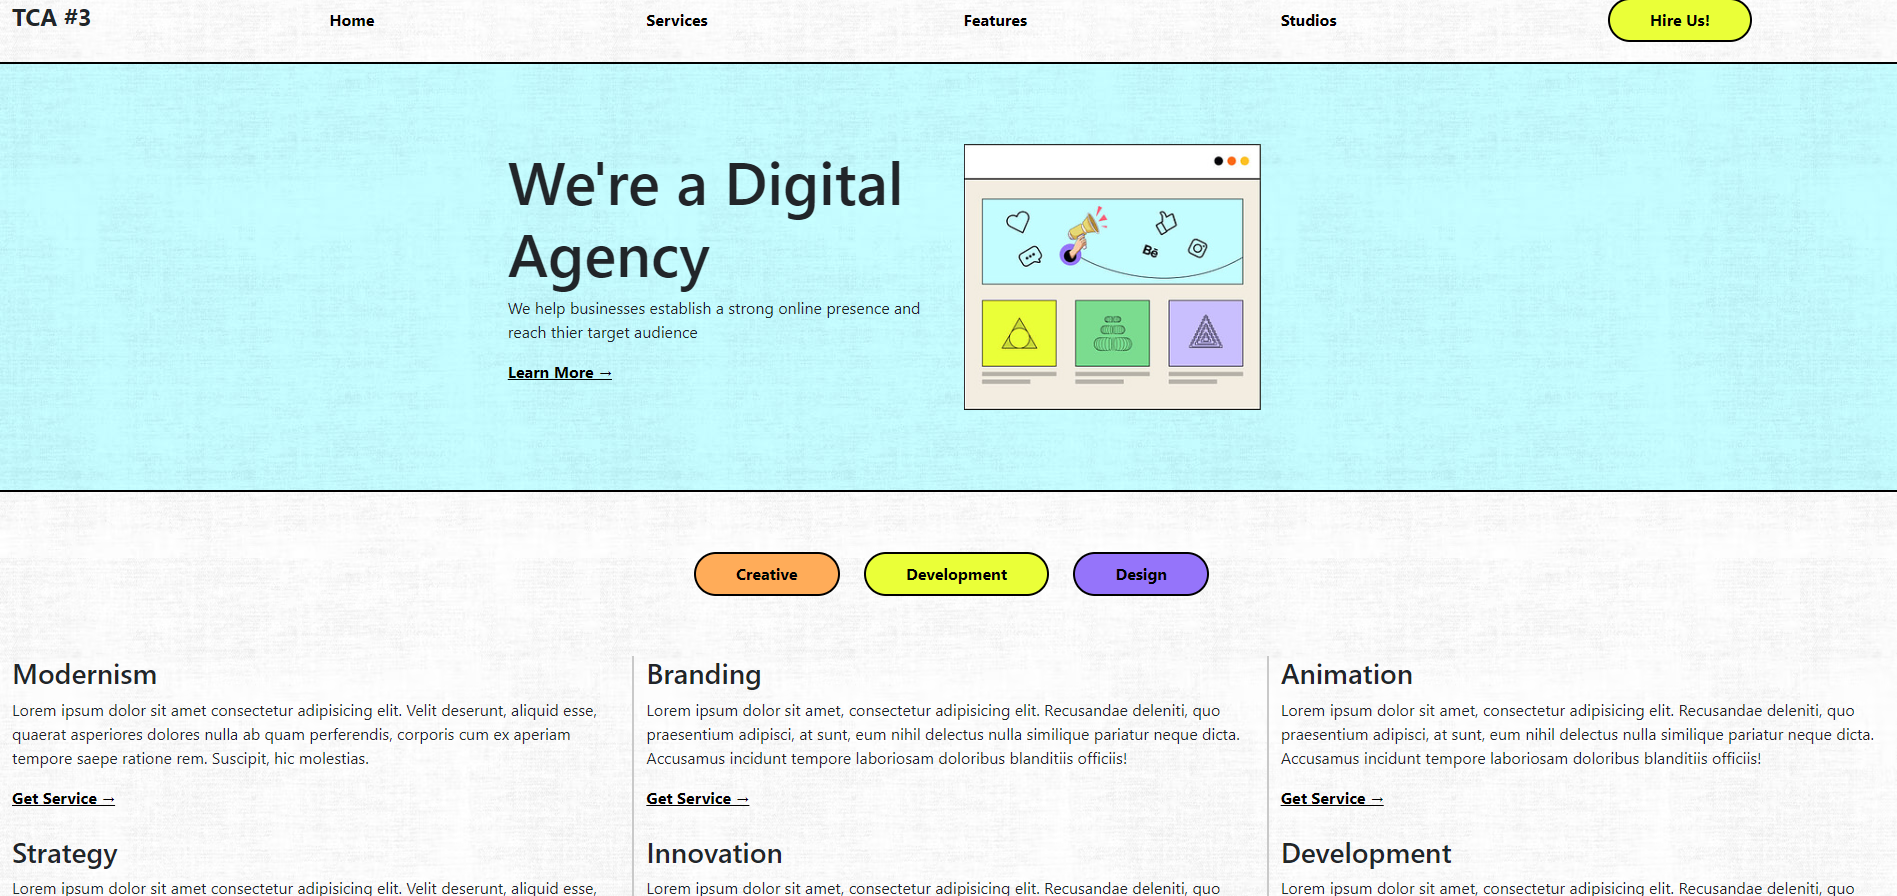 TCA #3
Home
Services
Features
Studios
Hire Us!
We're a Digital
Agency
We help businesses establish a strong online presence and
reach thier target audience
Learn More →
Bē
Creative
Development
Design
Modernism
Lorem ipsum dolor sit amet consectetur adipisicing elit. Velit deserunt, aliquid esse,
quaerat asperiores dolores nulla ab quam perferendis, corporis cum ex aperiam
tempore saepe ratione rem. Suscipit, hic molestias.
Get Service →
Branding
Lorem ipsum dolor sit amet, consectetur adipisicing elit. Recusandae deleniti, quo
praesentium adipisci, at sunt, eum nihil delectus nulla similique pariatur neque dicta.
Accusamus incidunt tempore laboriosam doloribus blanditiis officiis!
Get Service →
Animation
Lorem ipsum dolor sit amet, consectetur adipisicing elit. Recusandae deleniti, quo
praesentium adipisci, at sunt, eum nihil delectus nulla similique pariatur neque dicta.
Accusamus incidunt tempore laboriosam doloribus blanditiis officiis!
Get Service →
Strategy
Lorem ipsum dolor sit amet consectetur adipisicing elit. Velit deserunt, aliquid esse,
Innovation
Lorem ipsum dolor sit amet, consectetur adipisicing elit. Recusandae deleniti, quo
Development
Lorem ipsum dolor sit amet, consectetur adipisicing elit. Recusandae deleniti, quo